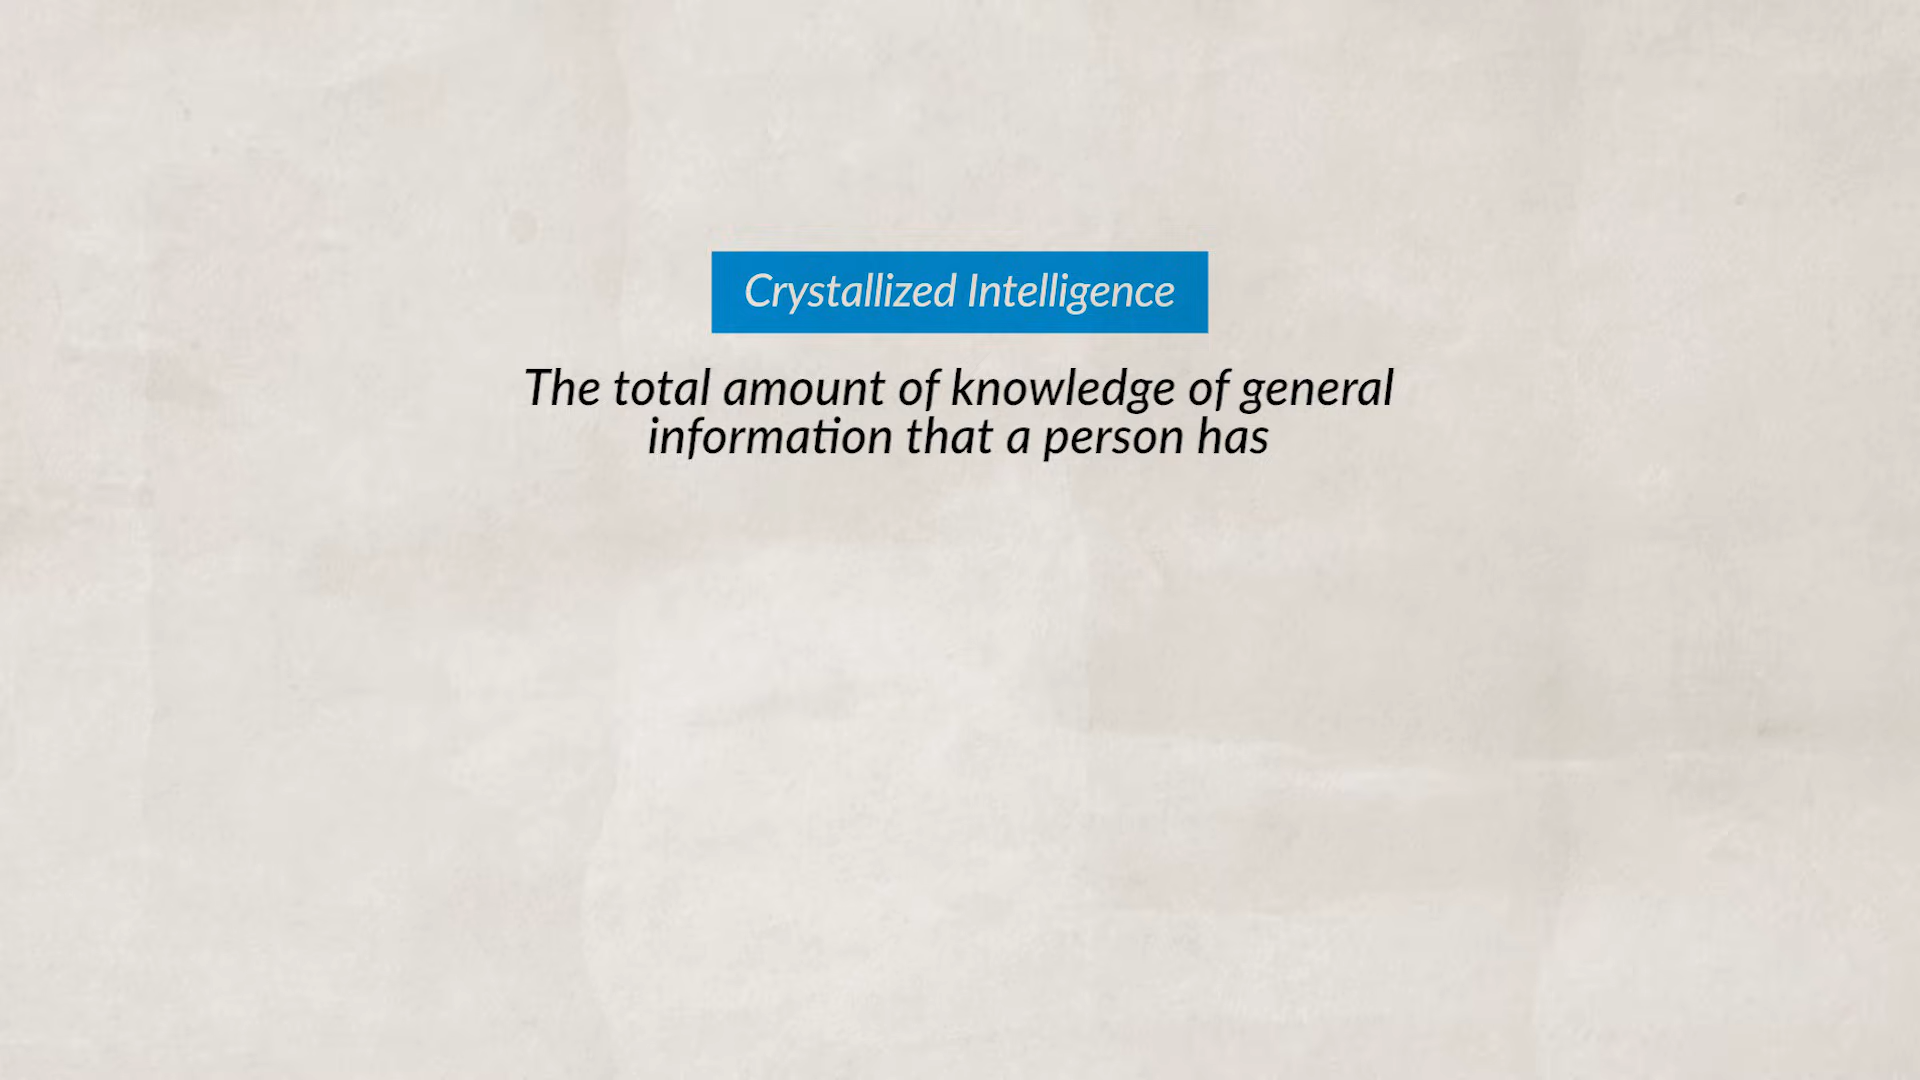 Crystallized Intelligence
The total amount of knowledge of general
information that a person has